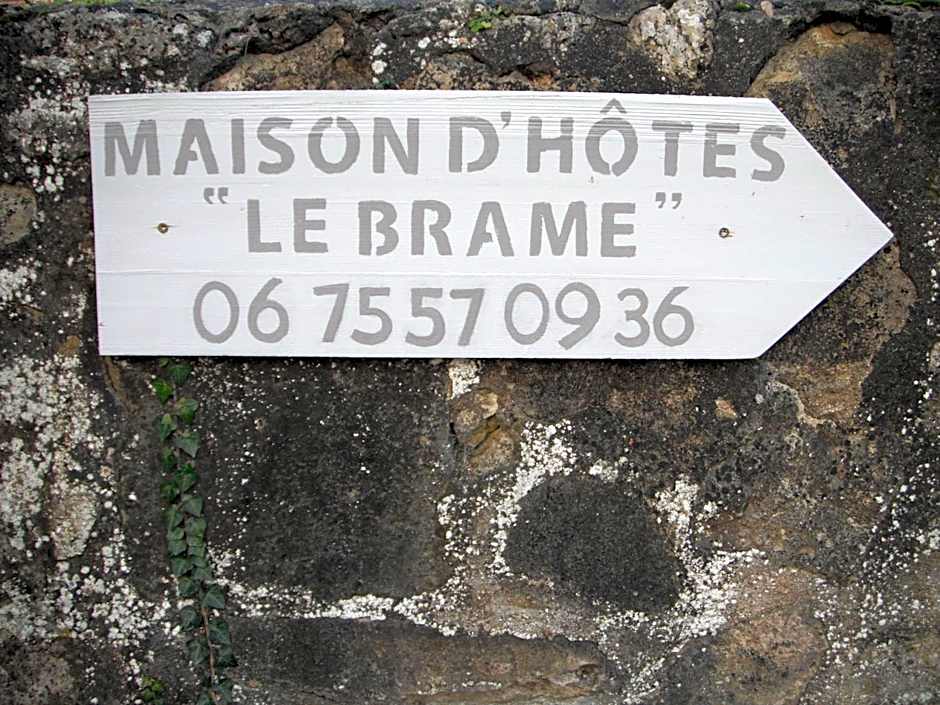 MAISON D'HÔTES
"LE BRAME"
06 75 57 09 36